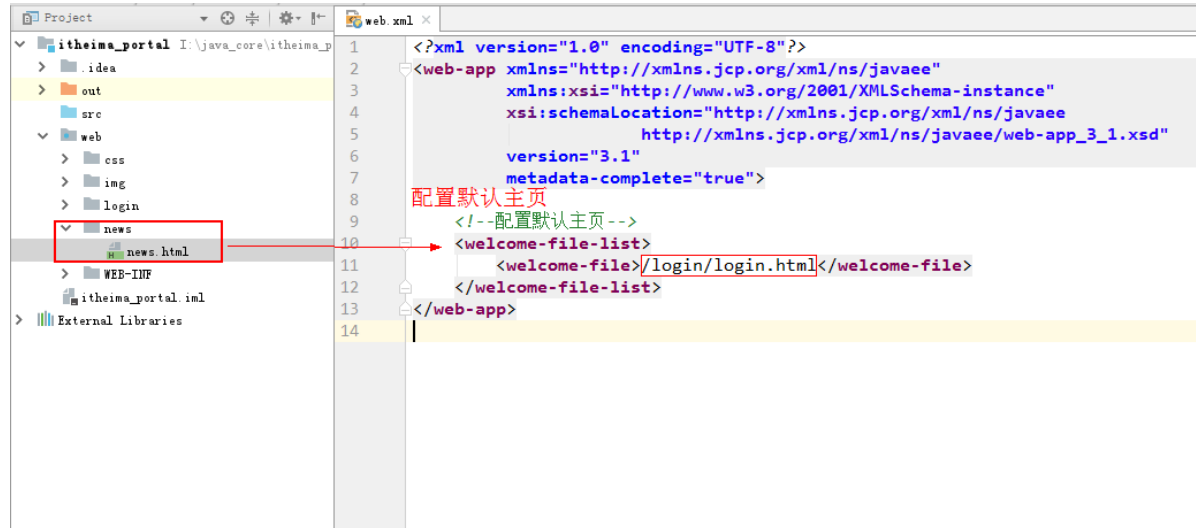 Project
itheima_portal I:\java_core\itheima_p
.idea
out
src
web
css
img
login
news
news.html
WEB-INF
itheima_portal.iml
External Libraries
web.xml
1 <?xml version="1.0" encoding="UTF-8"?>
2 <web-app xmlns="http://xmlns.jcp.org/xml/ns/javaee"
3 xmlns:xsi="http://www.w3.org/2001/XMLSchema-instance"
4 xsi:schemaLocation="http://xmlns.jcp.org/xml/ns/javaee
5 http://xmlns.jcp.org/xml/ns/javaee/web-app_3_1.xsd"
6 version="3.1"
7 metadata-complete="true">
8 配置默认主页
9 <!--配置默认主页-->
10 <welcome-file-list>
11 <welcome-file>/login/login.html</welcome-file>
12 </welcome-file-list>
13 </web-app>
14